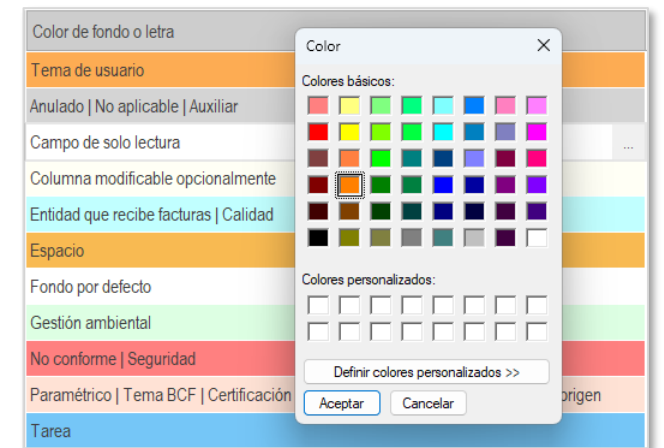 Color de fondo o letra
Tema de usuario
Anulado | No aplicable | Auxiliar
Campo de solo lectura
...
Columna modificable opcionalmente
Entidad que recibe facturas | Calidad
Espacio
Fondo por defecto
Gestión ambiental
No conforme | Seguridad
Paramétrico | Tema BCF | Certificación
origen
Tarea
Color
Colores básicos:
Colores personalizados:
Definir colores personalizados >>
Aceptar
Cancelar